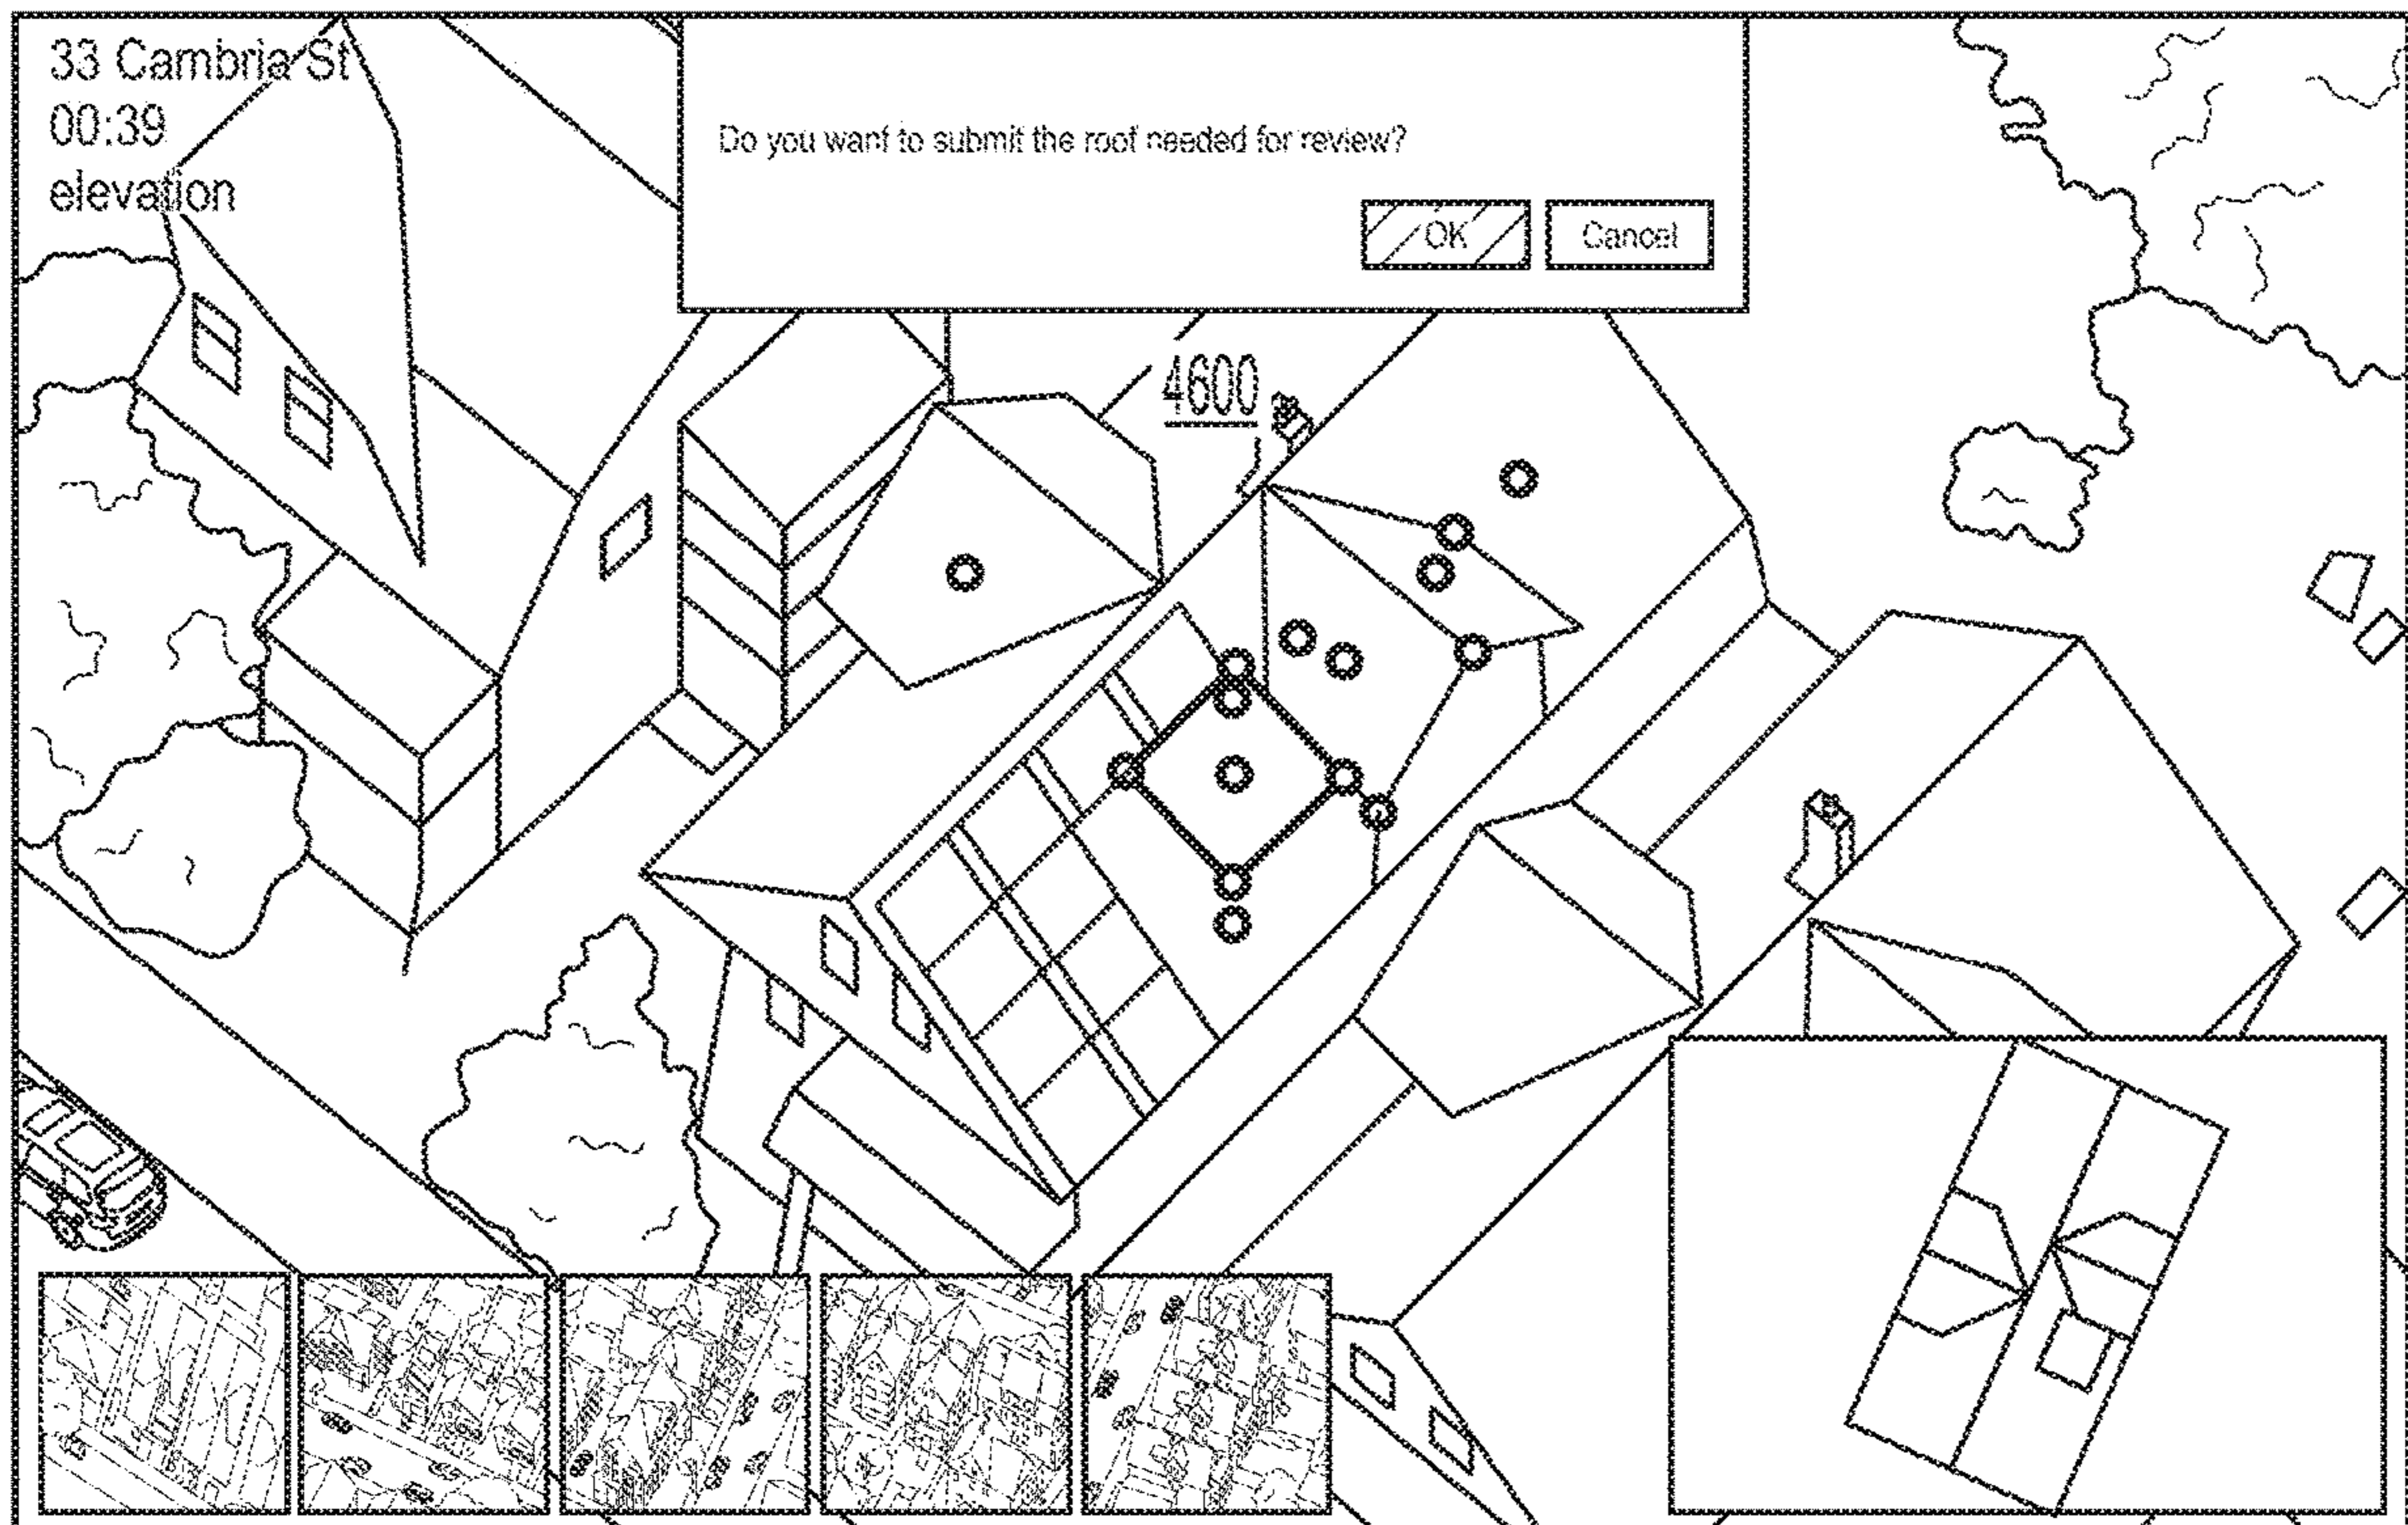 33 Cambria St
00:39
elevation
Do you want to submit the roof needed for review?
OK
Cancel
4600